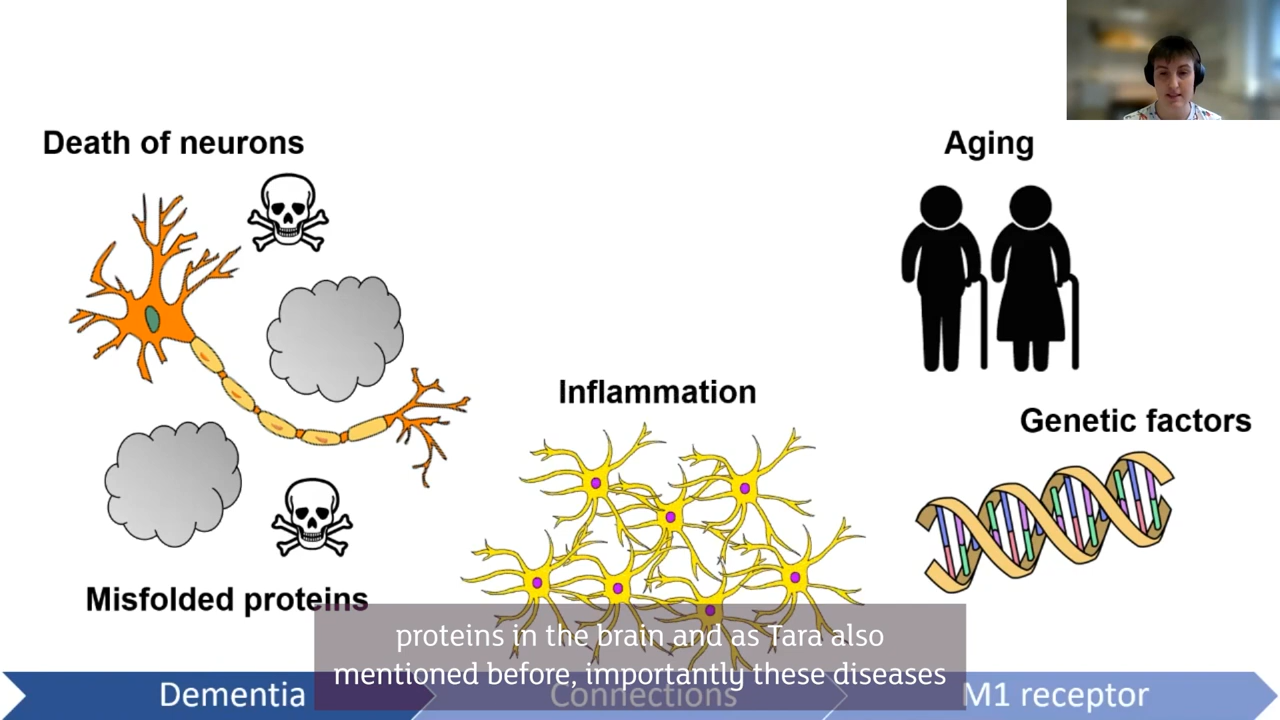 Death of neurons
Aging
Inflammation
Genetic factors
Misfolded proteins
proteins in the brain and as Tara also
mentioned before, importantly these diseases
Dementia
Connections
M1 receptor